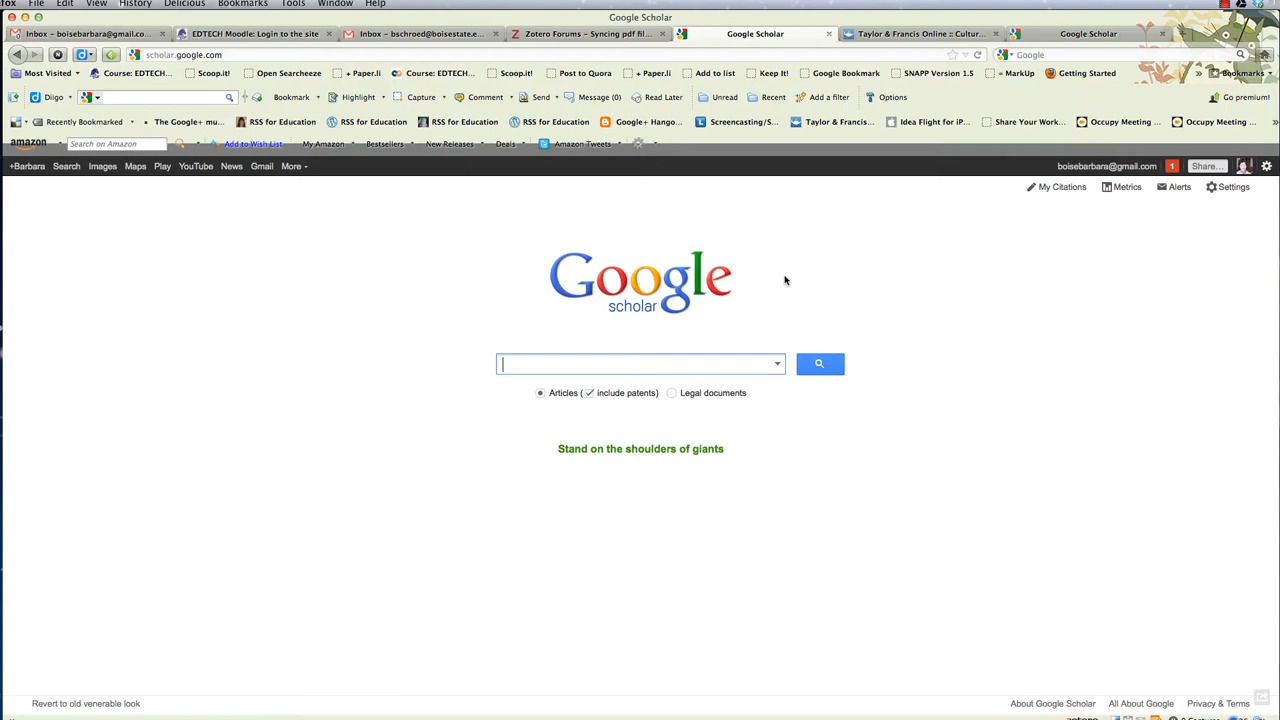 fox File Edit View History Delicious Bookmarks Tools Window Help
Google Scholar
Inbox – boisebarbara@gmail.co... EDTECH Moodle: Login to the site Inbox – bschroed@boisestate.e... Zotero Forums – Syncing pdf fil... Google Scholar Taylor & Francis Online :: Cultur... Google Scholar
scholar.google.com Google
Most Visited Course: EDTECH... Scoop.it! Open Searcheeze + Paper.li Course: EDTECH... Scoop.it! Post to Quora + Paper.li Add to list Keep It! Google Bookmark SNAPP Version 1.5 = MarkUp Getting Started » Bookmarks
Diigo Bookmark Highlight Capture Comment Send Message (0) Read Later Unread Recent Add a filter Options Go premium!
Recently Bookmarked The Google+ mu... RSS for Education RSS for Education RSS for Education RSS for Education Google+ Hango... Screencasting/S... Taylor & Francis... Idea Flight for iP... Share Your Work... Occupy Meeting ... Occupy Meeting ... »
amazon Search on Amazon Add to Wish List My Amazon Bestsellers New Releases Deals Amazon Tweets
+Barbara Search Images Maps Play YouTube News Gmail More boisebarbara@gmail.com 1 Share...
My Citations Metrics Alerts Settings
Google
scholar
Articles (include patents) Legal documents
Stand on the shoulders of giants
Revert to old venerable look About Google Scholar All About Google Privacy & Terms